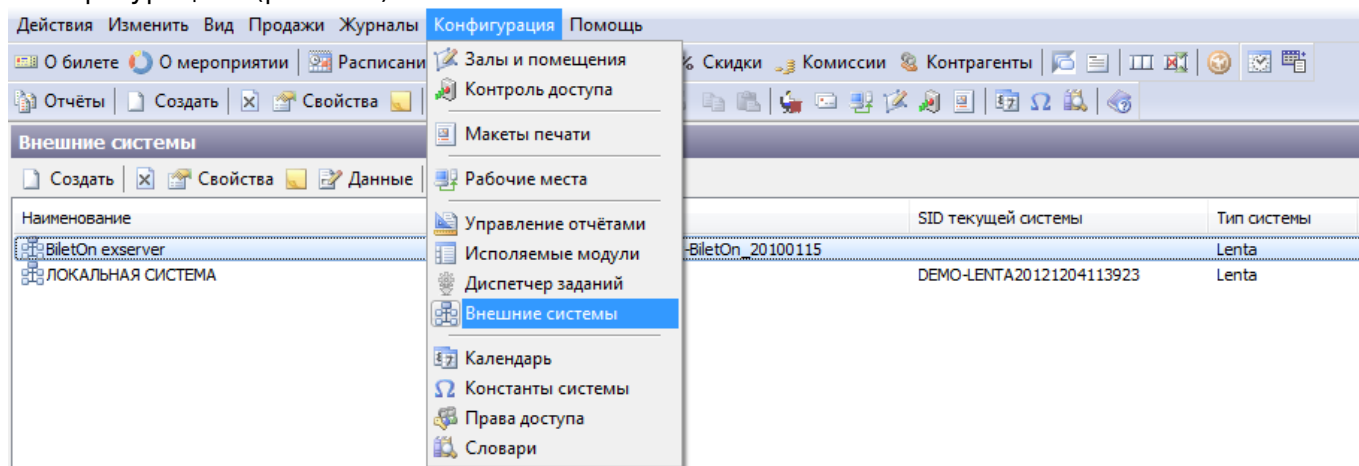 Действия Изменить Вид Продажи Журналы Конфигурация Помощь
О билете О мероприятии Расписани Скидки Комиссии Контрагенты
Отчёты Создать Свойства
Внешние системы
Создать Свойства Данные
Наименование SID текущей системы Тип системы
BiletOn exserver -BiletOn_20100115 Lenta
ЛОКАЛЬНАЯ СИСТЕМА DEMO-LENTA20121204113923 Lenta
Залы и помещения
Контроль доступа
Макеты печати
Рабочие места
Управление отчётами
Исполяемые модули
Диспетчер заданий
Внешние системы
Календарь
Константы системы
Права доступа
Словари